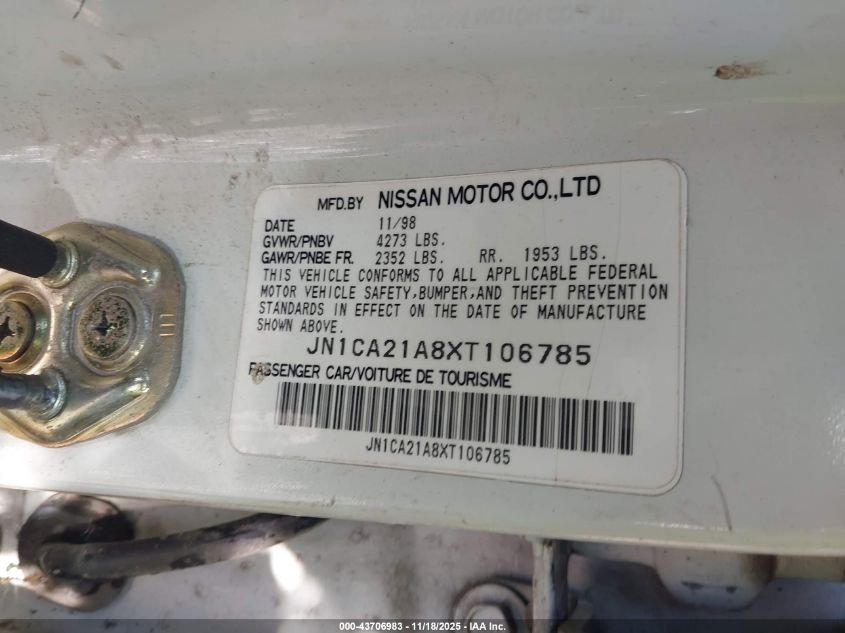 MFD.BY NISSAN MOTOR CO.,LTD
DATE 11/98
GVWR/PNBV 4273 LBS.
GAWR/PNBE FR. 2352 LBS. RR. 1953 LBS.
THIS VEHICLE CONFORMS TO ALL APPLICABLE FEDERAL
MOTOR VEHICLE SAFETY,BUMPER,AND THEFT PREVENTION
STANDARDS IN EFFECT ON THE DATE OF MANUFACTURE
SHOWN ABOVE.
JN1CA21A8XT106785
PASSENGER CAR/VOITURE DE TOURISME
JN1CA21A8XT106785
000-43706983 - 11/18/2025 - IAA Inc.